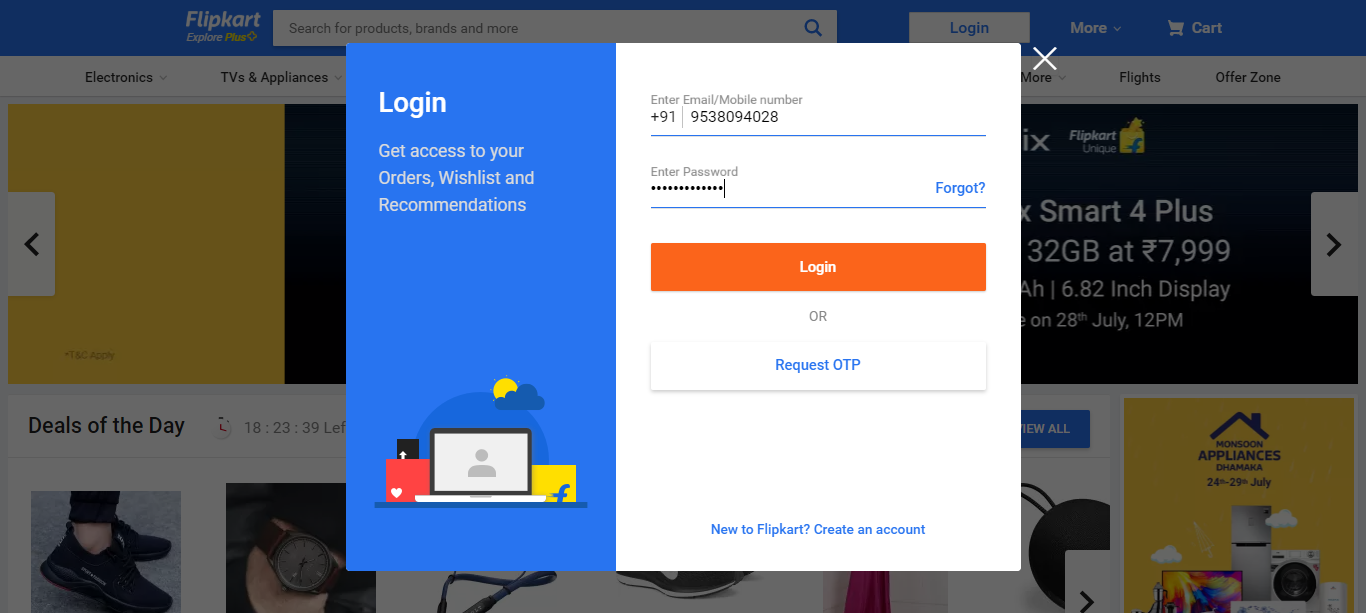 Flipkart
Explore Plus
Search for products, brands and more
Login
More
Cart
Electronics
TVs & Appliances
More
Flights
Offer Zone
Login
Get access to your
Orders, Wishlist and
Recommendations
Enter Email/Mobile number
+91 9538094028
Enter Password
•••••••••••••
Forgot?
Login
OR
Request OTP
New to Flipkart? Create an account
ix
Flipkart
Unique
x Smart 4 Plus
32GB at ₹7,999
Ah | 6.82 Inch Display
e on 28th July, 12PM
*T&C Apply
Deals of the Day
18 : 23 : 39 Lef
VIEW ALL
MONSOON
APPLIANCES
DHAMAKA
24th-29th July